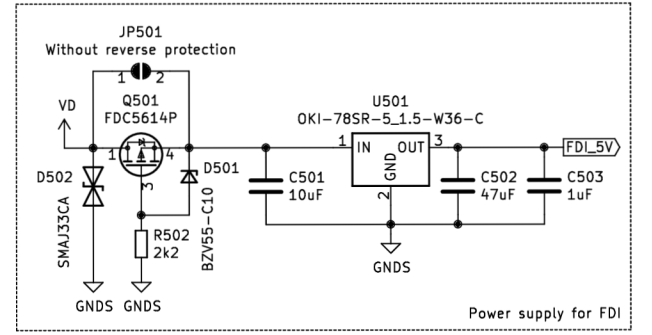 JP501
Without reverse protection
1 2
Q501
FDC5614P
VD
1 4
3
D501
BZV55-C10
D502
SMAJ33CA
R502
2k2
GNDS GNDS
C501
10uF
U501
OKI-78SR-5_1.5-W36-C
1 IN OUT 3
GND
2
GNDS
C502
47uF
C503
1uF
FDI_5V
Power supply for FDI